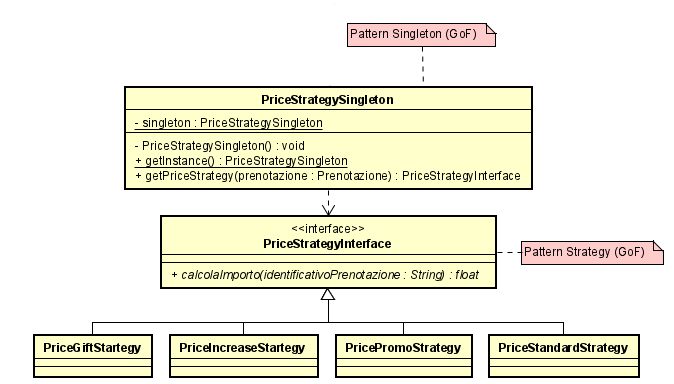 Pattern Singleton (GoF)
PriceStrategySingleton
- singleton : PriceStrategySingleton
- PriceStrategySingleton() : void
+ getInstance() : PriceStrategySingleton
+ getPriceStrategy(prenotazione : Prenotazione) : PriceStrategyInterface
<<interface>>
PriceStrategyInterface
+ calcolaImporto(identificativoPrenotazione : String) : float
Pattern Strategy (GoF)
PriceGiftStartegy
PriceIncreaseStartegy
PricePromoStrategy
PriceStandardStrategy